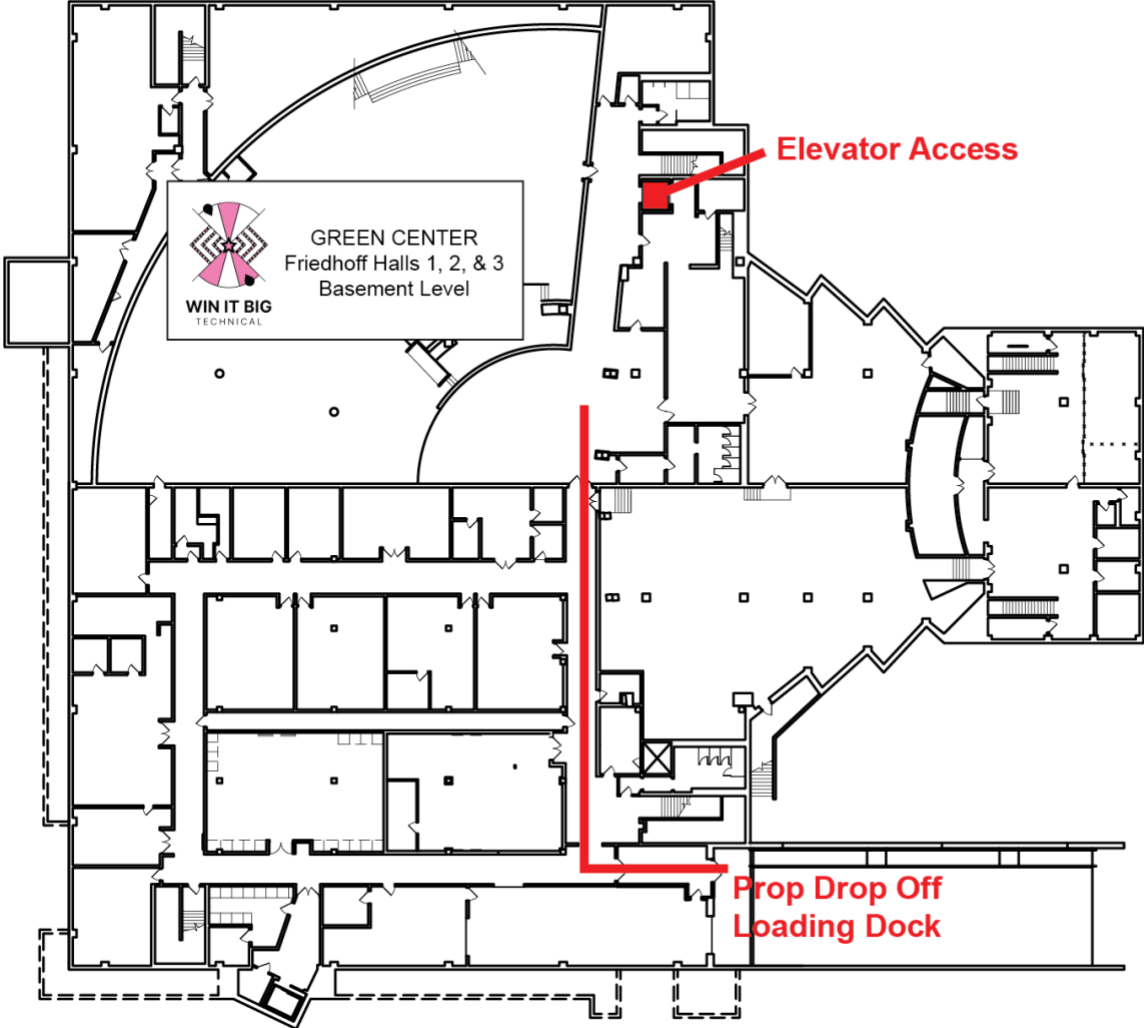 Elevator Access
GREEN CENTER
Friedhoff Halls 1, 2, & 3
Basement Level
WIN IT BIG
TECHNICAL
Prop Drop Off
Loading Dock